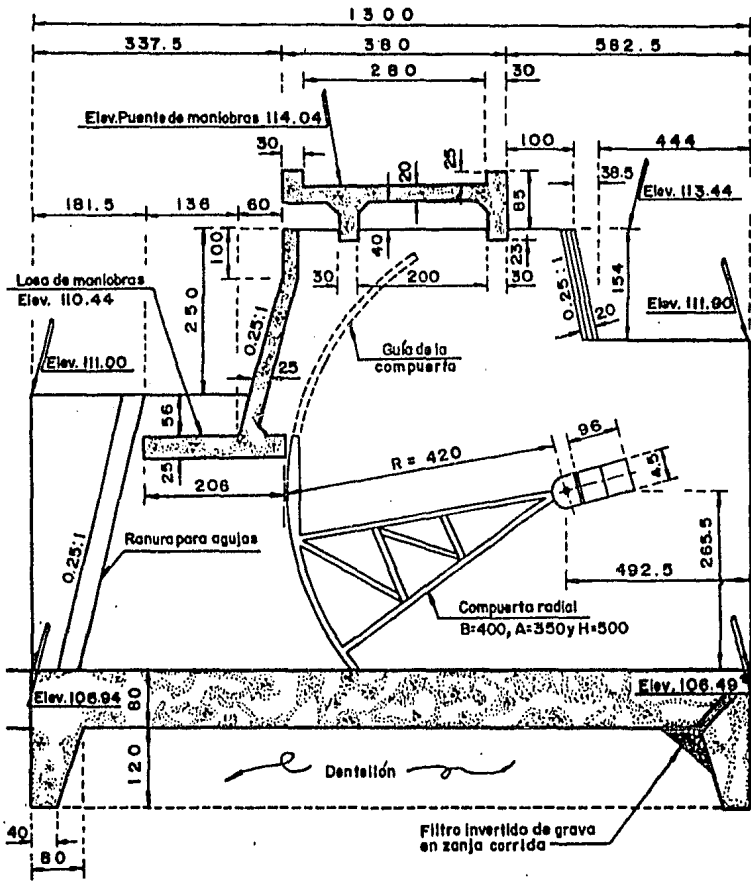 1300
337.5
380
582.5
280
30
Elev. Puente de maniobras 114.04
30
25
20
100
444
38.5
85
Elev. 113.44
181.5
136
60
100
40
23
154
Losa de maniobras
Elev. 110.44
250
0.25:1
30
200
30
0.25:1
20
Elev. 111.90
Guía de la
compuerta
Elev. 111.00
25
56
25
R = 420
96
45
206
0.25:1
Ranura para agujas
265.5
492.5
Compuerta radial
B=400, A=350 y H=500
Elev. 106.94
80
Elev. 106.49
120
Dentellón
40
80
Filtro invertido de grava
en zanja corrida